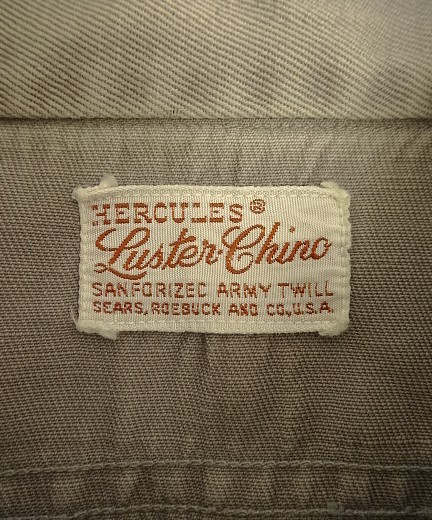 HERCULES®
Luster-Chino
SANFORIZED ARMY TWILL
SEARS, ROEBUCK AND CO., U.S.A.